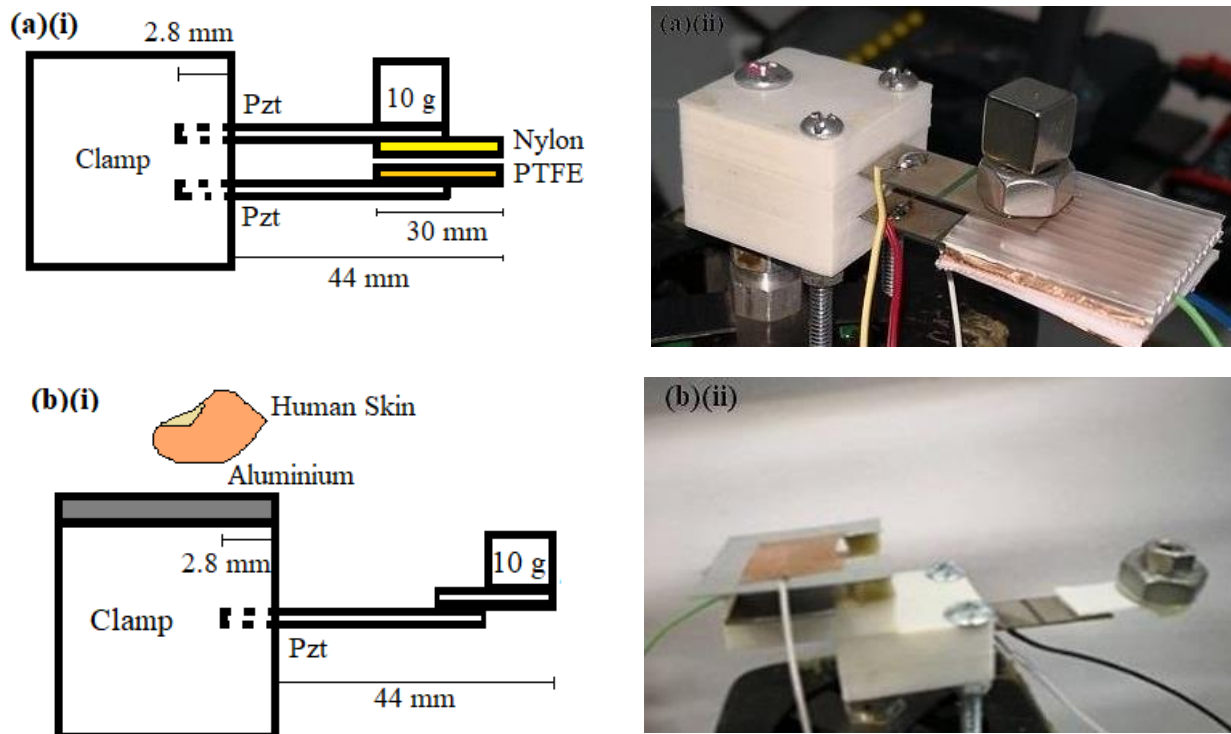 (a)(i)
2.8 mm
Pzt
10 g
Clamp
Nylon
PTFE
Pzt
30 mm
44 mm
(a)(ii)
(b)(i)
Human Skin
Aluminium
2.8 mm
10 g
Clamp
Pzt
44 mm
(b)(ii)